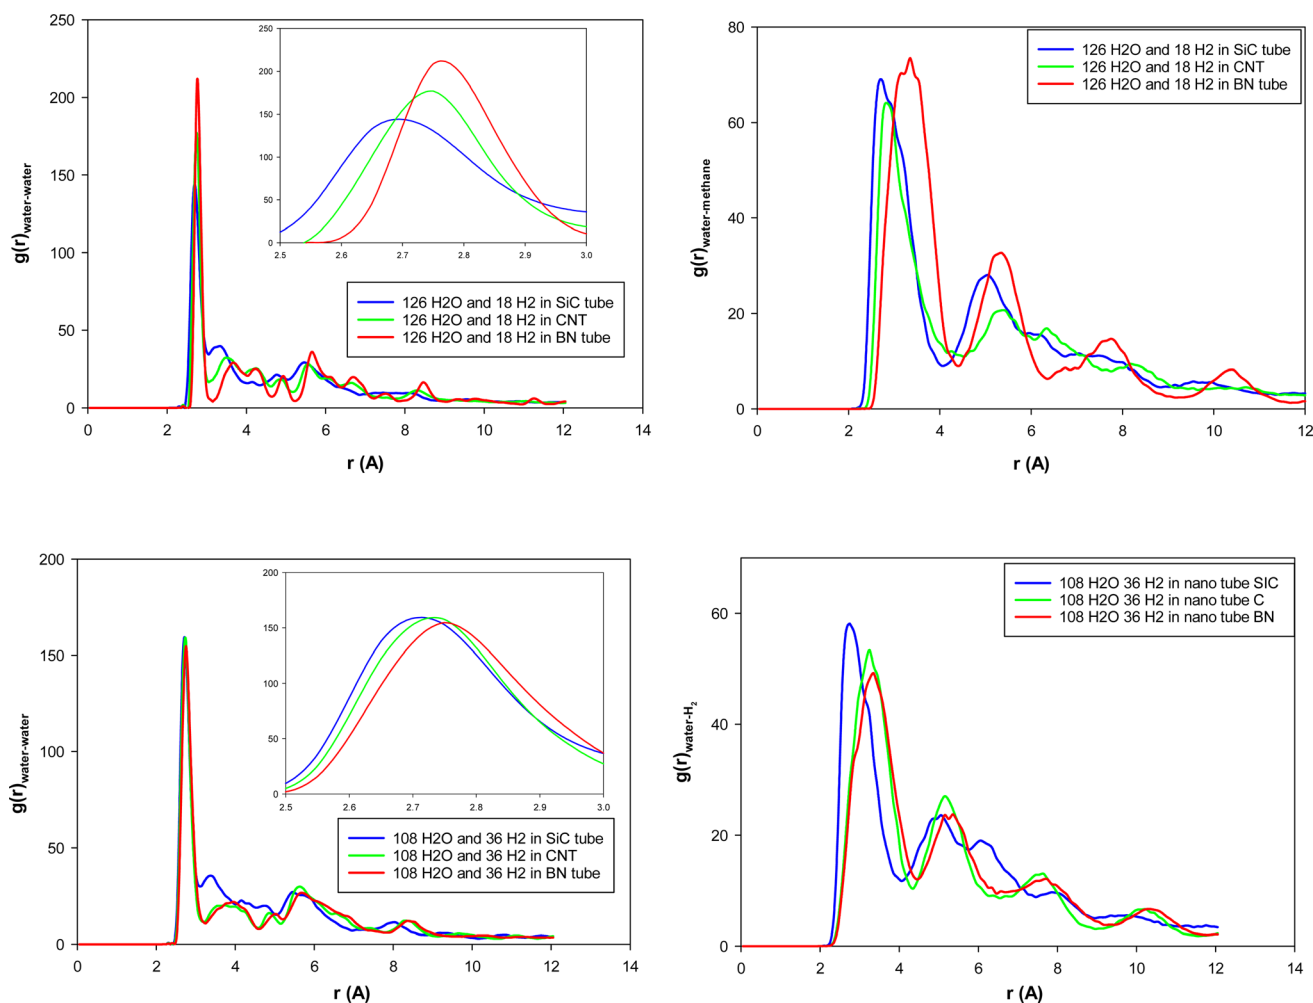 250
200
150
100
50
0
0 2 4 6 8 10 12 14
g(r)water-water
r (A)
250
200
150
100
50
0
2.5 2.6 2.7 2.8 2.9 3.0
126 H2O and 18 H2 in SiC tube
126 H2O and 18 H2 in CNT
126 H2O and 18 H2 in BN tube
80
60
40
20
0
0 2 4 6 8 10 12
g(r)water-methane
r (A)
126 H2O and 18 H2 in SiC tube
126 H2O and 18 H2 in CNT
126 H2O and 18 H2 in BN tube
200
150
100
50
0
0 2 4 6 8 10 12 14
g(r)water-water
r (A)
200
150
100
50
0
2.5 2.6 2.7 2.8 2.9 3.0
108 H2O and 36 H2 in SiC tube
108 H2O and 36 H2 in CNT
108 H2O and 36 H2 in BN tube
60
40
20
0
0 2 4 6 8 10 12 14
g(r)water-H2
r (A)
108 H2O 36 H2 in nano tube SIC
108 H2O 36 H2 in nano tube C
108 H2O 36 H2 in nano tube BN